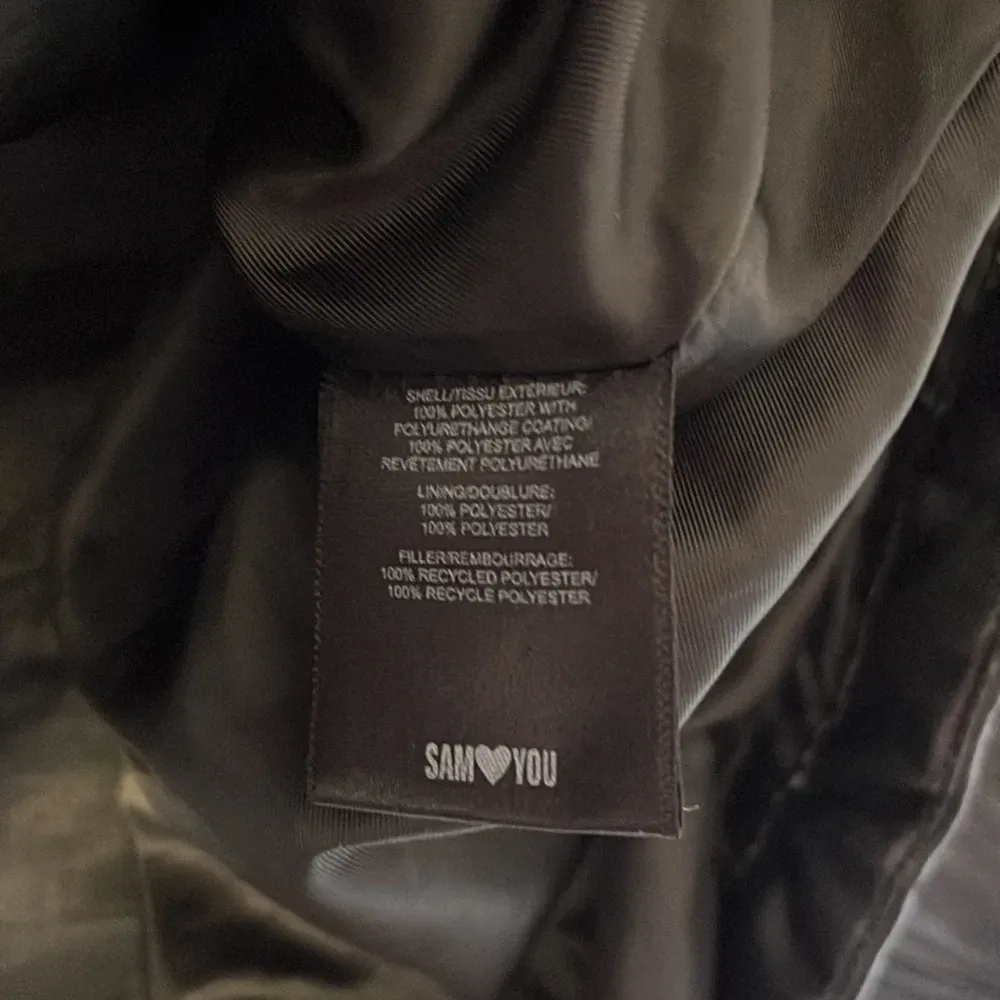 SHELL/TISSU EXTERIEUR:
100% POLYESTER WITH
POLYURETHANGE COATING/
100% POLYESTER AVEC
REVETEMENT POLYURETHANE
LINING/DOUBLURE:
100% POLYESTER/
100% POLYESTER
FILLER/REMBOURRAGE:
100% RECYCLED POLYESTER/
100% RECYCLE POLYESTER
SAM♥YOU